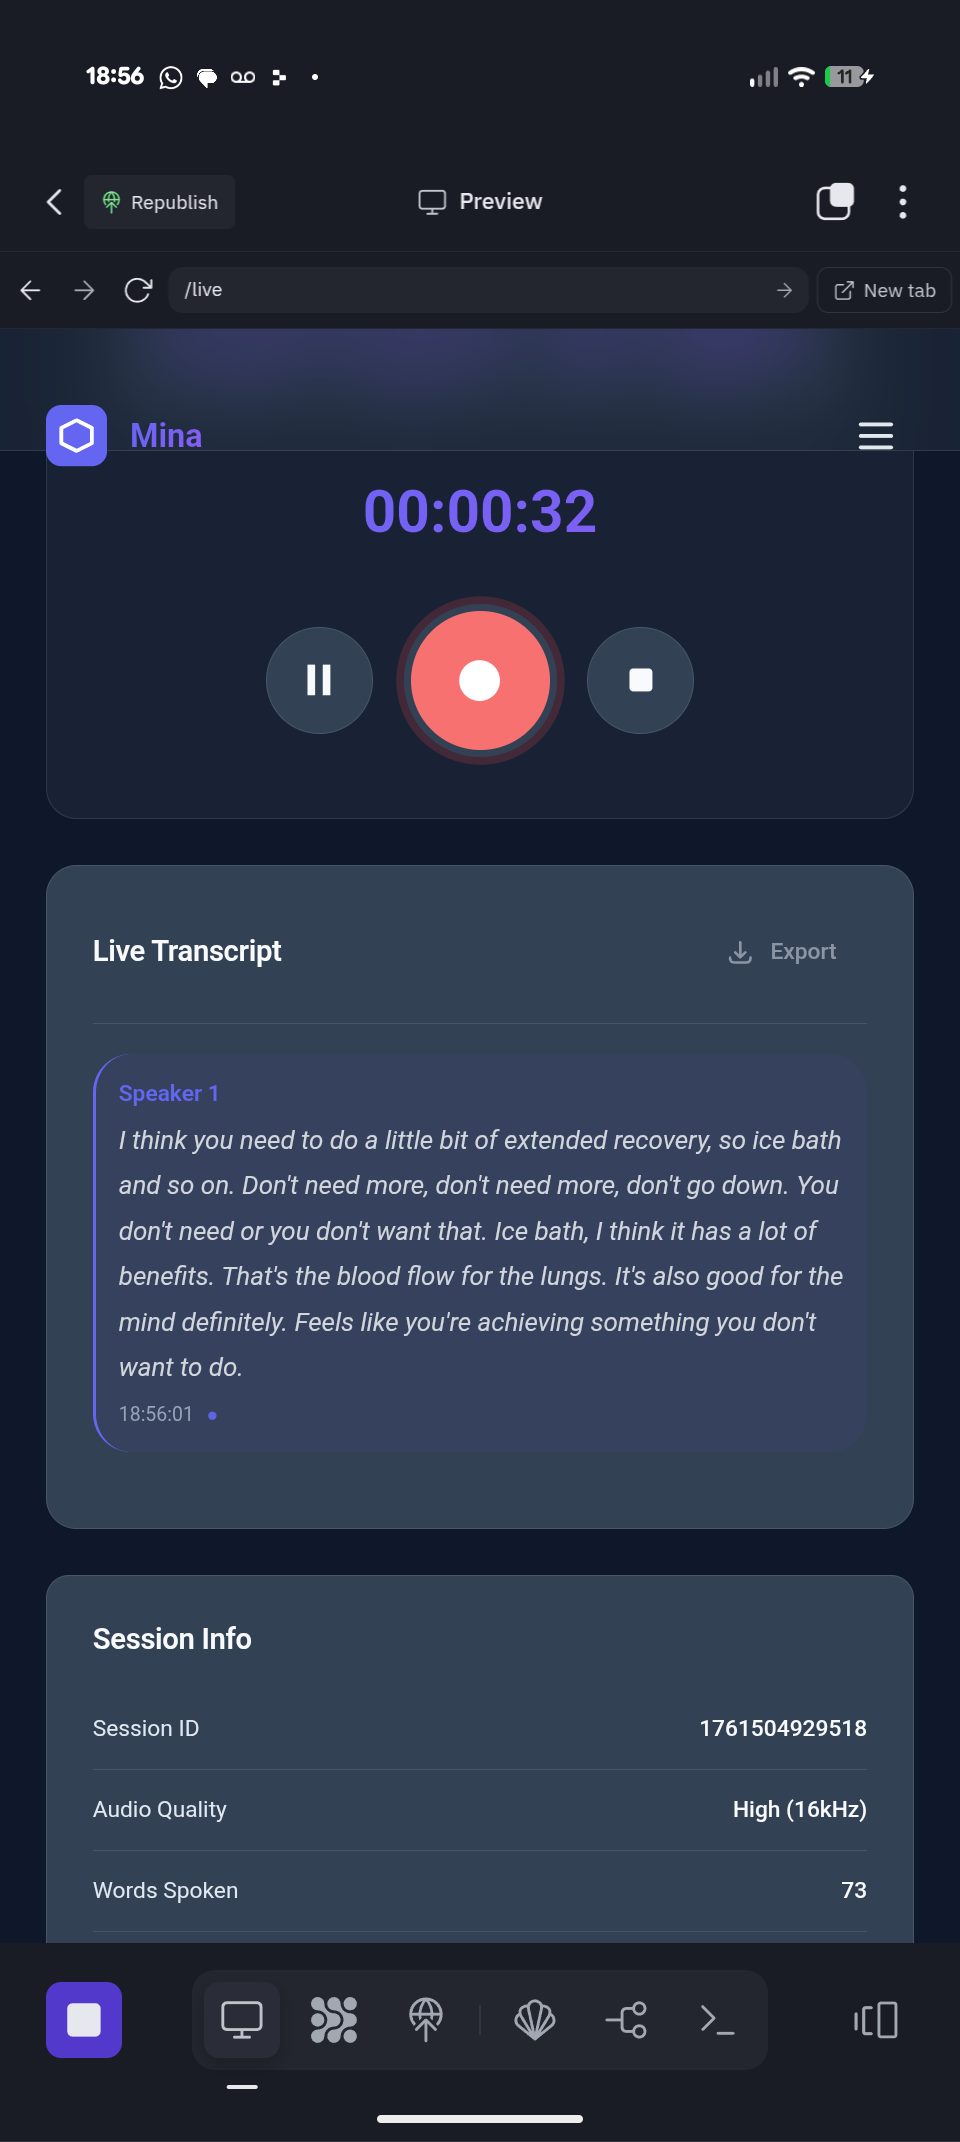 18:56
11
Republish
Preview
/live
New tab
Mina
00:00:32
Live Transcript
Export
Speaker 1
I think you need to do a little bit of extended recovery, so ice bath
and so on. Don't need more, don't need more, don't go down. You
don't need or you don't want that. Ice bath, I think it has a lot of
benefits. That's the blood flow for the lungs. It's also good for the
mind definitely. Feels like you're achieving something you don't
want to do.
18:56:01
Session Info
Session ID 1761504929518
Audio Quality High (16kHz)
Words Spoken 73